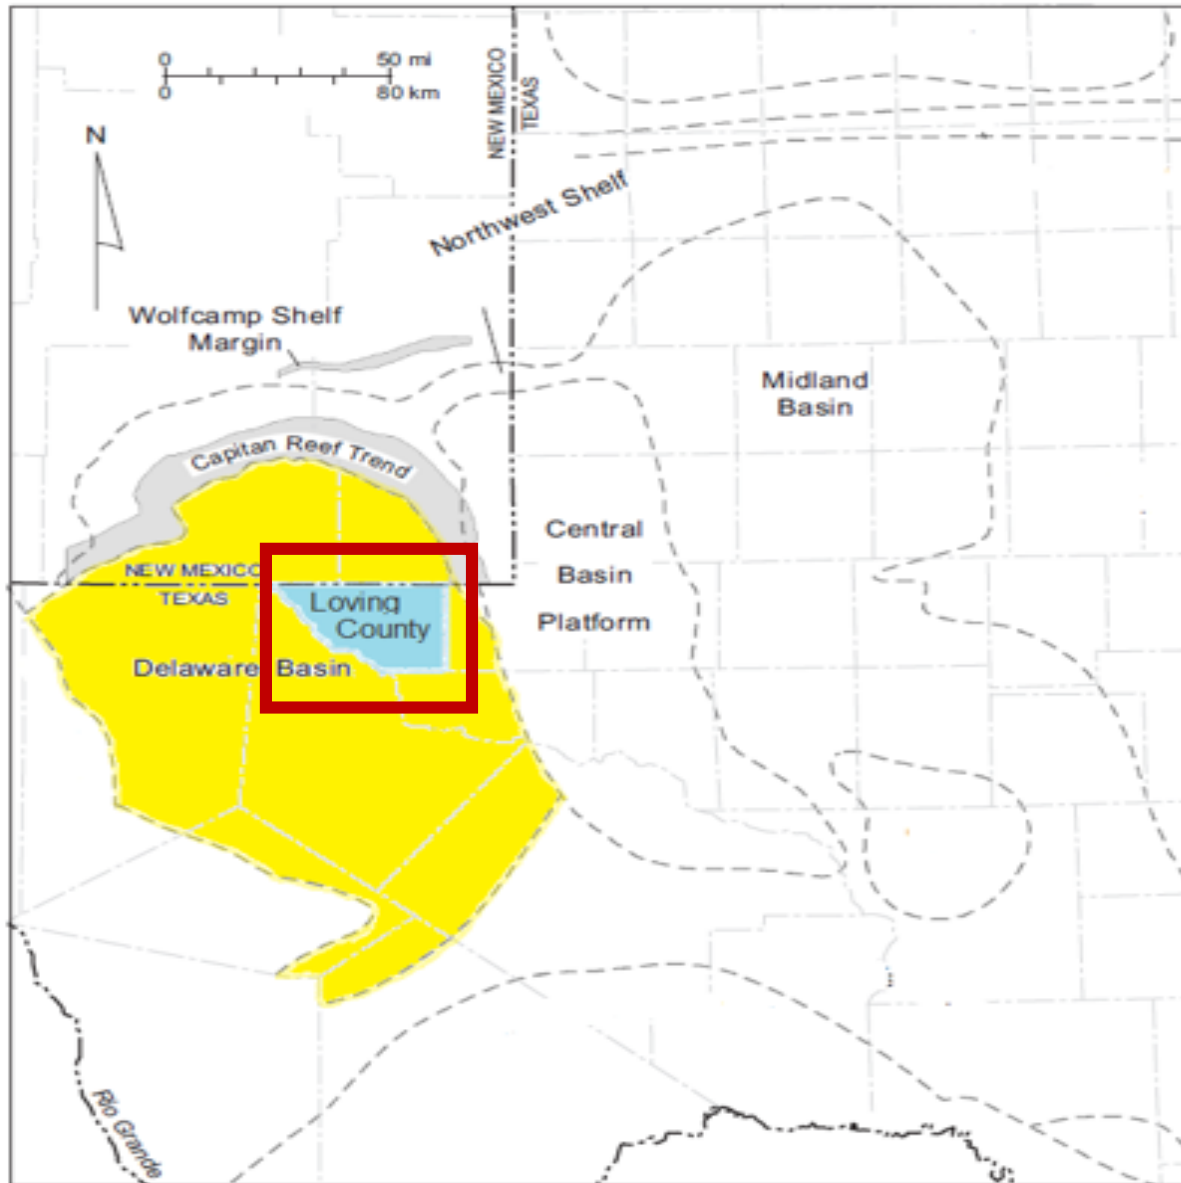 0 50 mi
0 80 km
N
NEW MEXICO
TEXAS
Northwest Shelf
Wolfcamp Shelf
Margin
Midland
Basin
Capitan Reef Trend
Central
Basin
Platform
NEW MEXICO
TEXAS
Loving
County
Delaware Basin
Rio Grande